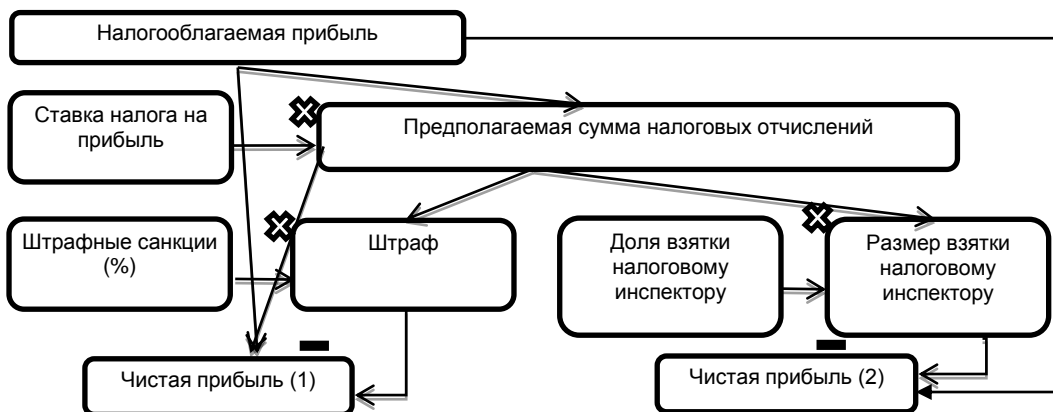 Налогооблагаемая прибыль
Ставка налога на
прибыль
Предполагаемая сумма налоговых отчислений
Штрафные санкции
(%)
Штраф
Доля взятки
налоговому
инспектору
Размер взятки
налоговому
инспектору
Чистая прибыль (1)
Чистая прибыль (2)